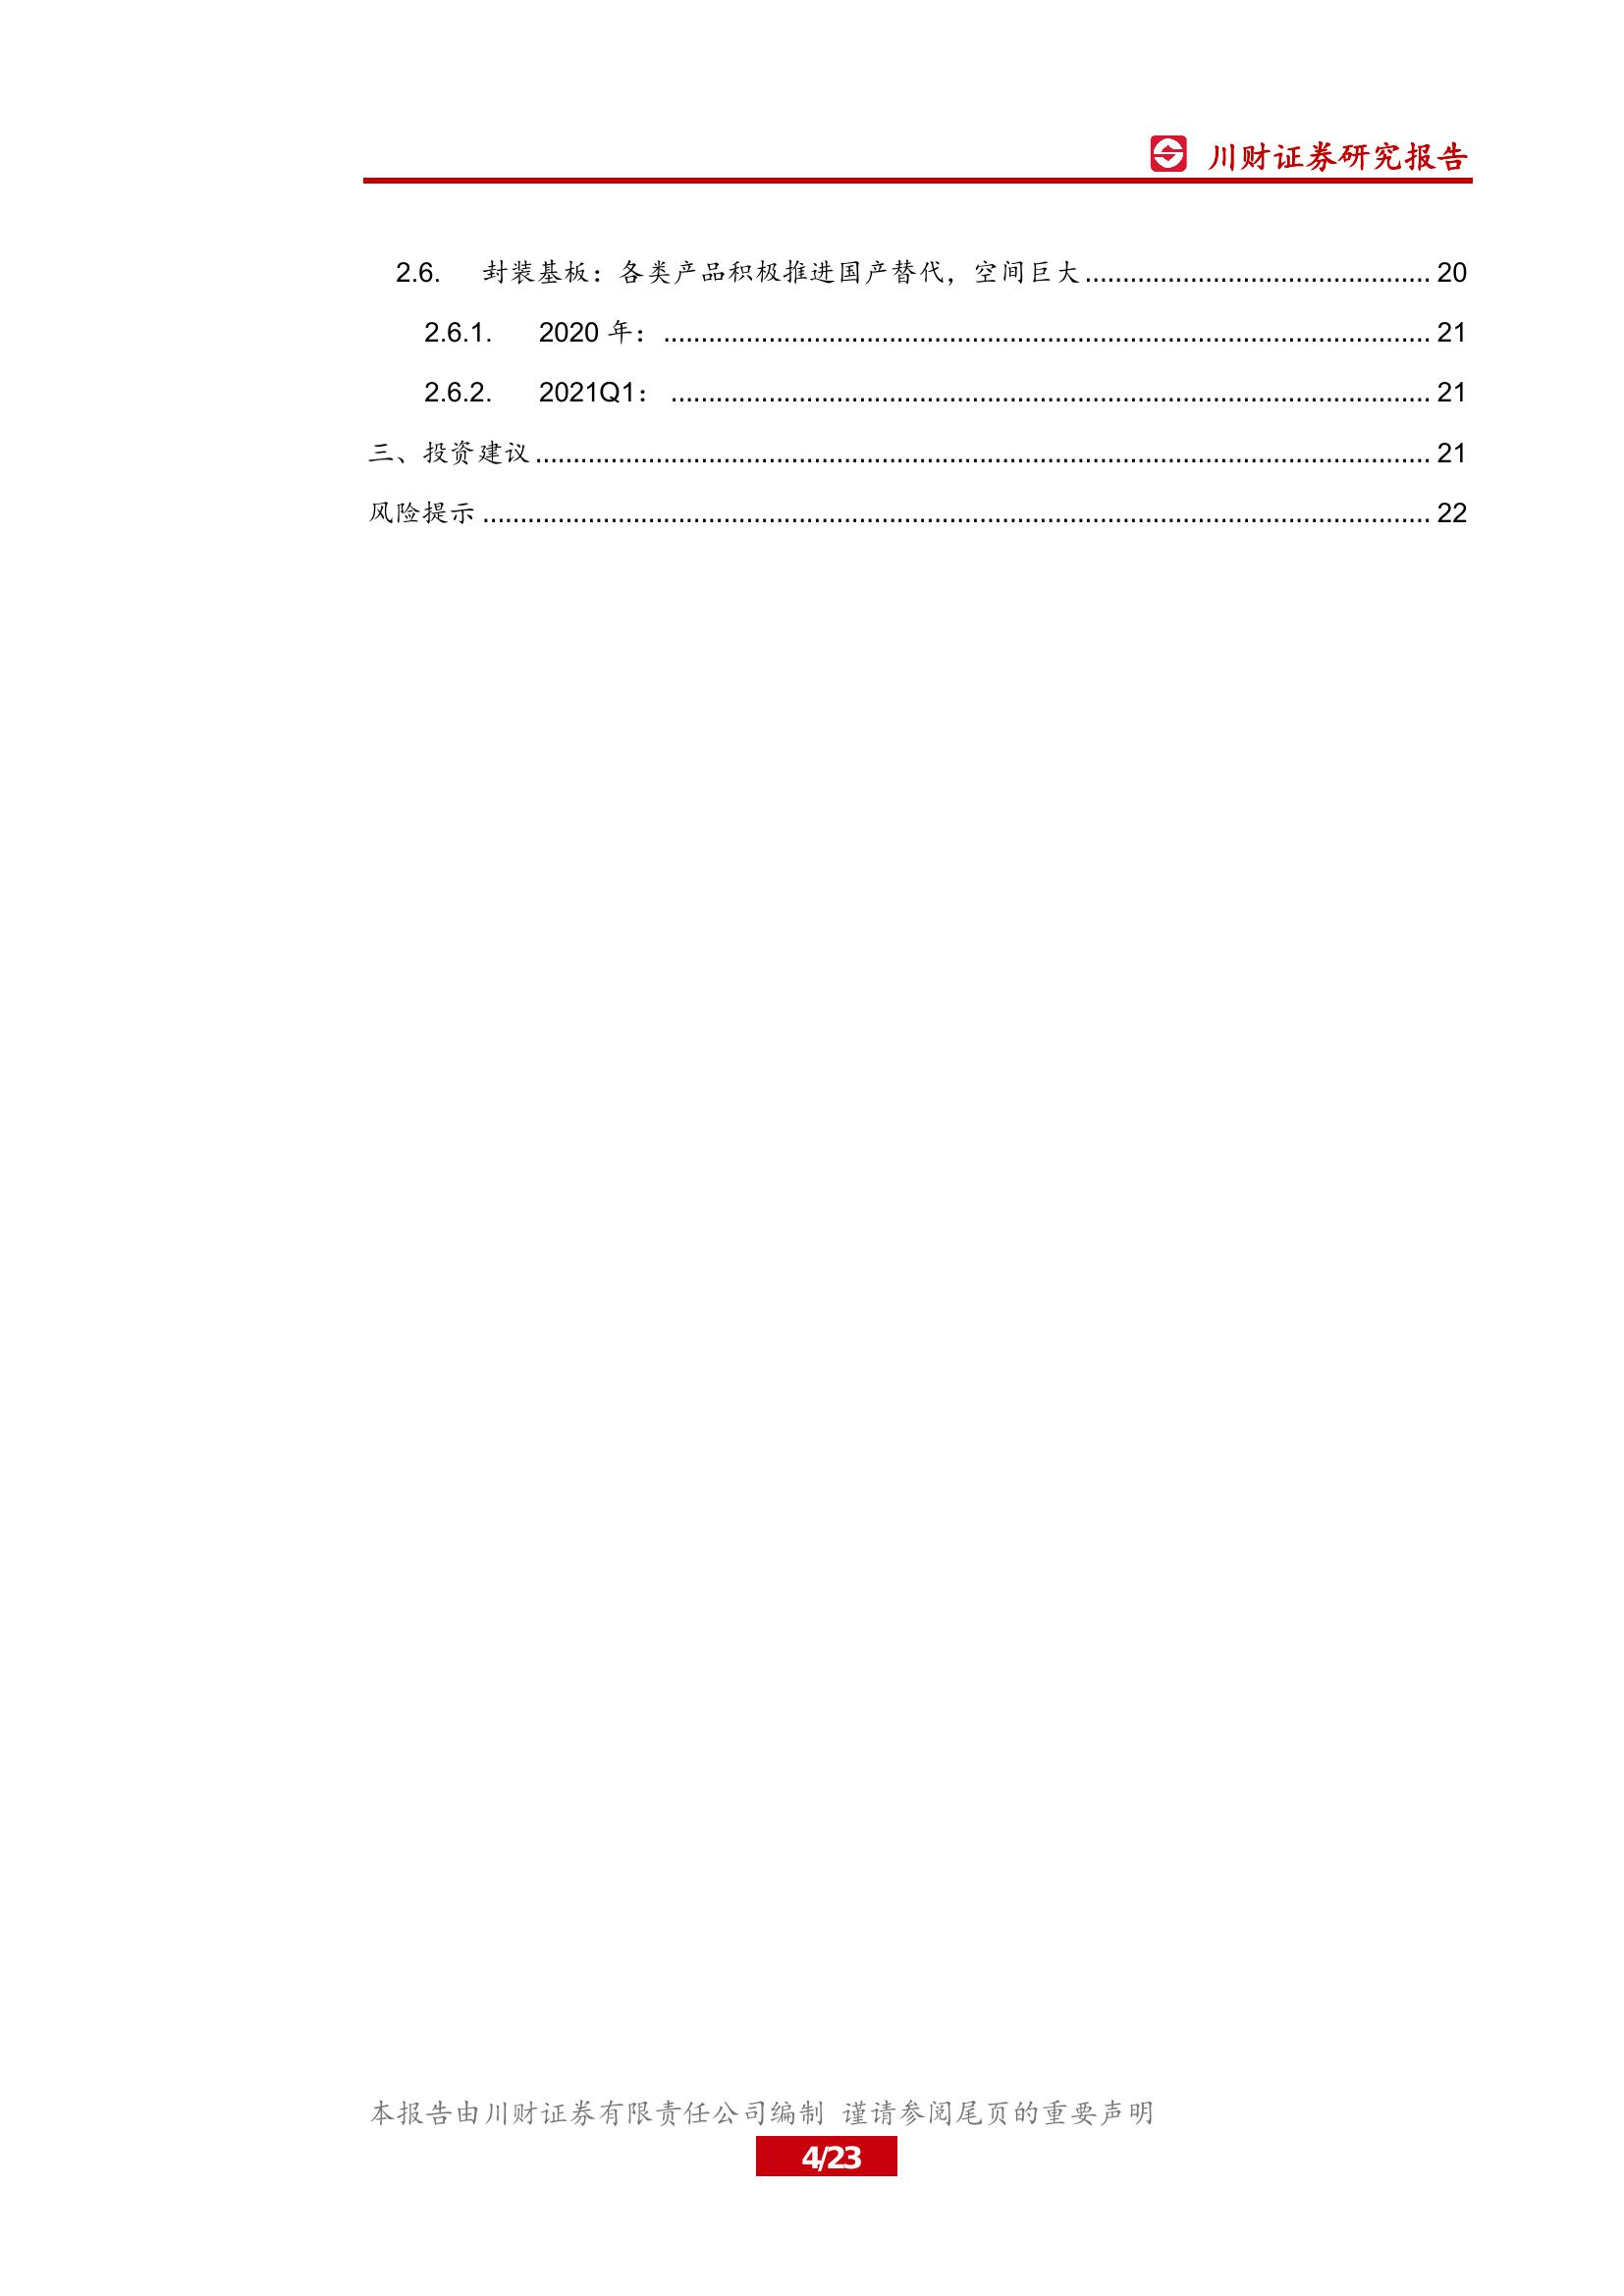 川财证券研究报告
2.6. 封装基板：各类产品积极推进国产替代，空间巨大 20
2.6.1. 2020 年： 21
2.6.2. 2021Q1： 21
三、投资建议 21
风险提示 22
本报告由川财证券有限责任公司编制 谨请参阅尾页的重要声明
4/23